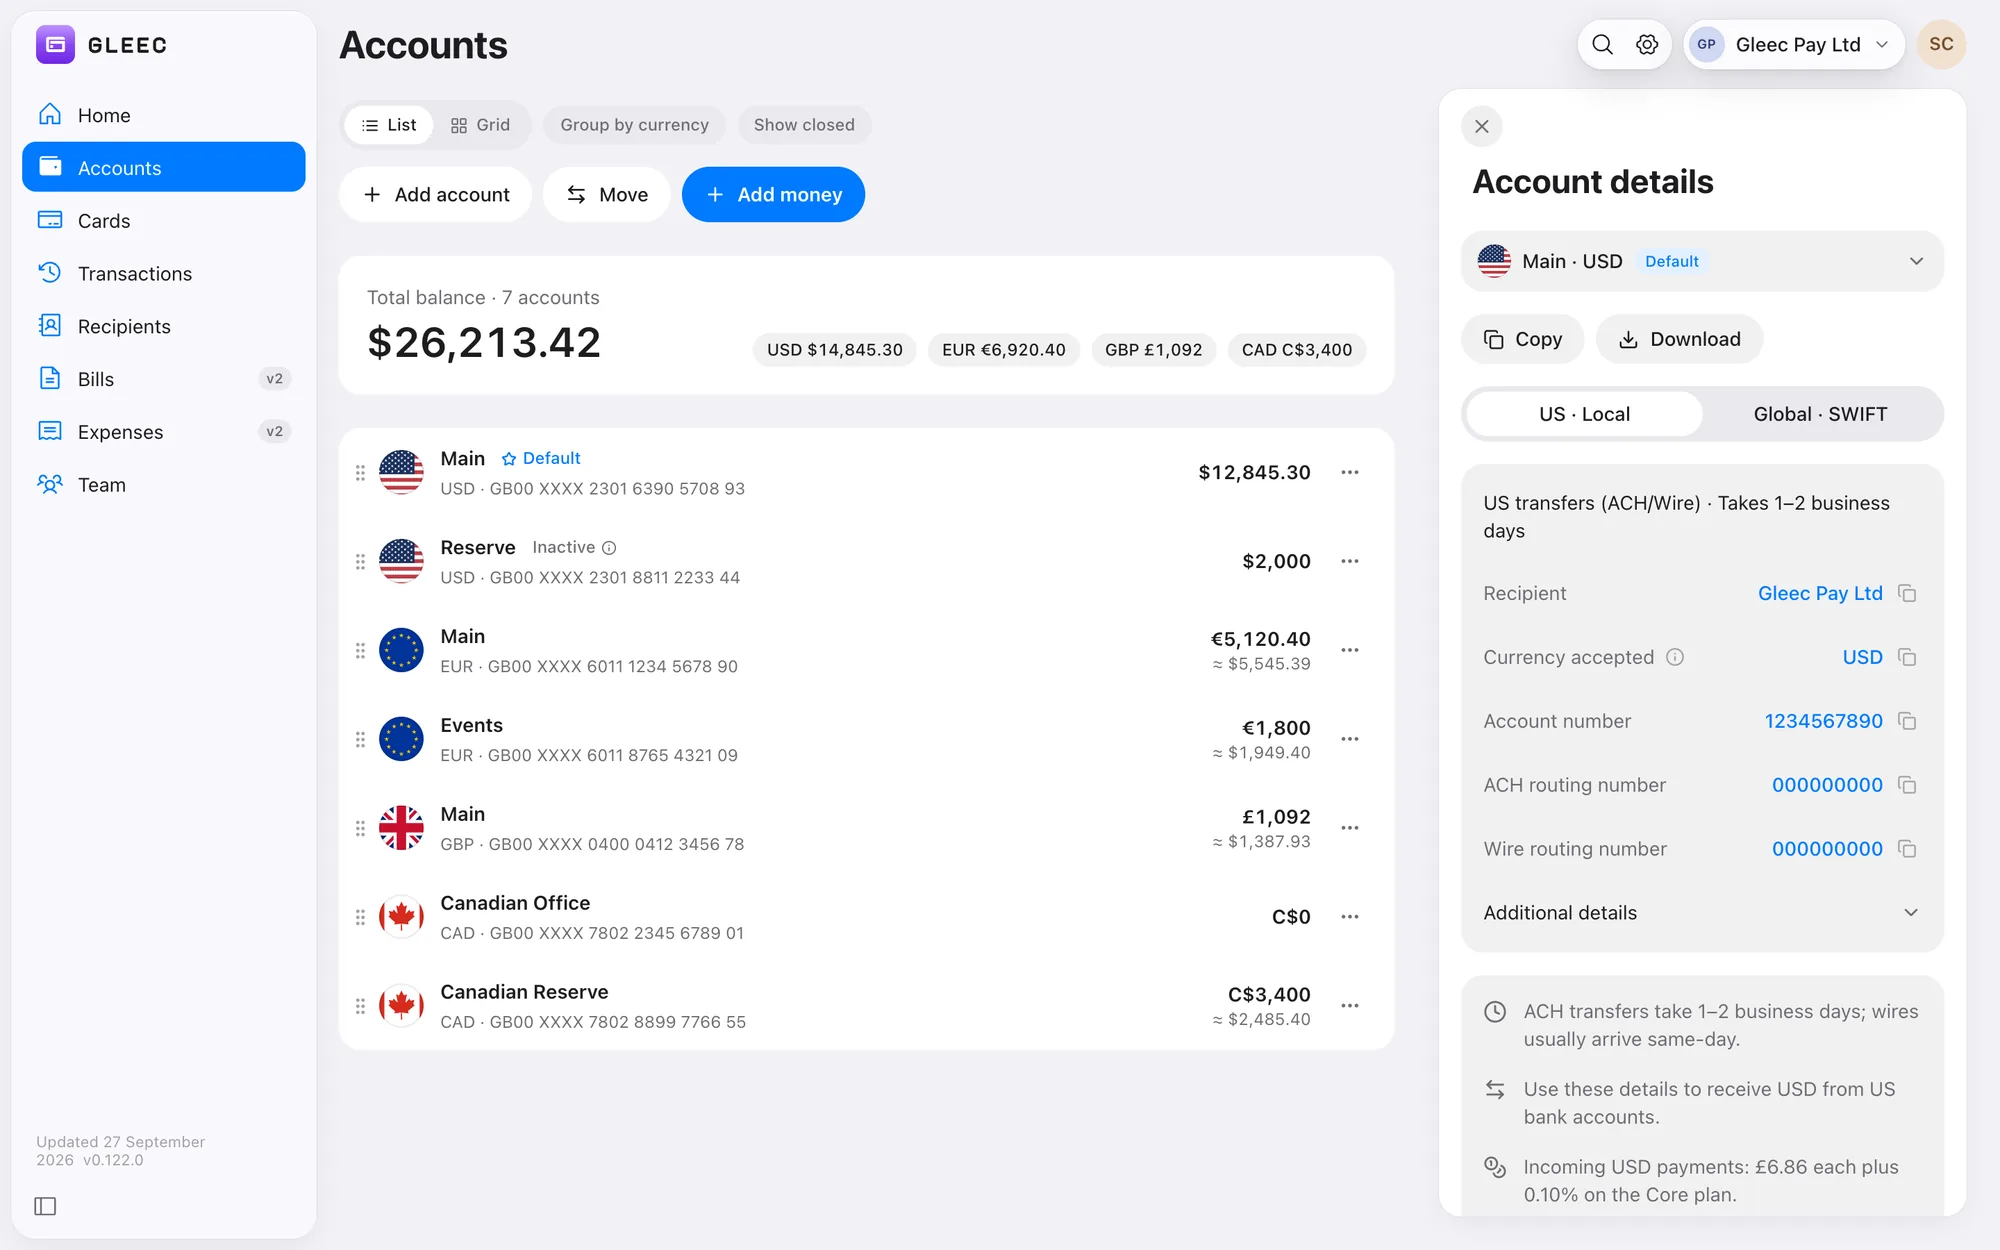 GLEEC
Home
Accounts
Cards
Transactions
Recipients
Bills v2
Expenses v2
Team
Updated 27 September
2026 v0.122.0
Accounts
GP Gleec Pay Ltd
SC
List
Grid
Group by currency
Show closed
Add account
Move
Add money
Total balance · 7 accounts
$26,213.42
USD $14,845.30
EUR €6,920.40
GBP £1,092
CAD C$3,400
Main Default
USD · GB00 XXXX 2301 6390 5708 93
$12,845.30
Reserve Inactive
USD · GB00 XXXX 2301 8811 2233 44
$2,000
Main
EUR · GB00 XXXX 6011 1234 5678 90
€5,120.40
≈ $5,545.39
Events
EUR · GB00 XXXX 6011 8765 4321 09
€1,800
≈ $1,949.40
Main
GBP · GB00 XXXX 0400 0412 3456 78
£1,092
≈ $1,387.93
Canadian Office
CAD · GB00 XXXX 7802 2345 6789 01
C$0
Canadian Reserve
CAD · GB00 XXXX 7802 8899 7766 55
C$3,400
≈ $2,485.40
Account details
Main · USD Default
Copy
Download
US · Local
Global · SWIFT
US transfers (ACH/Wire) · Takes 1–2 business
days
Recipient Gleec Pay Ltd
Currency accepted USD
Account number 1234567890
ACH routing number 000000000
Wire routing number 000000000
Additional details
ACH transfers take 1–2 business days; wires
usually arrive same-day.
Use these details to receive USD from US
bank accounts.
Incoming USD payments: £6.86 each plus
0.10% on the Core plan.